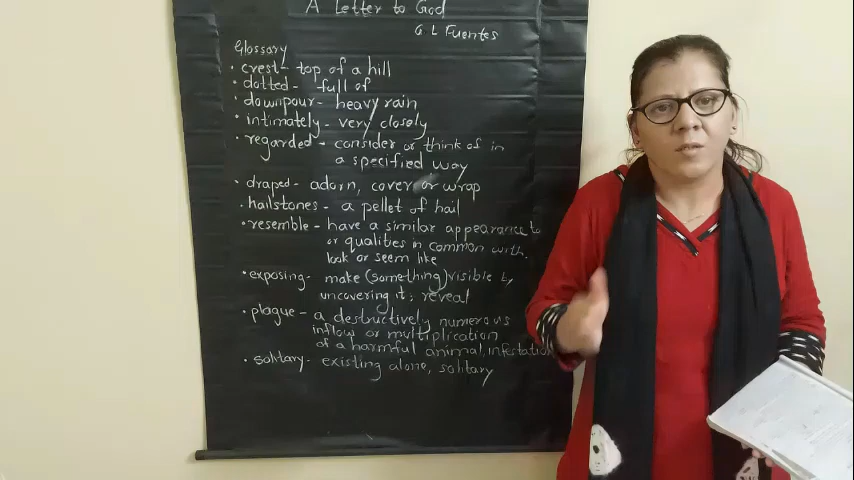 A Letter to God
G. L Fuentes
Glossary
• crest - top of a hill
• dotted - full of
• downpour - heavy rain
• intimately - very closely
• regarded - consider or think of in
a specified way
• draped - adorn, cover or wrap
• hailstones - a pellet of hail
• resemble - have a similar appearance to
or qualities in common with.
look or seem like
• exposing - make (something) visible by
uncovering it; reveal
• plague - a destructively numerous
inflow or multiplication
of a harmful animal, infestation
• solitary - existing alone, solitary